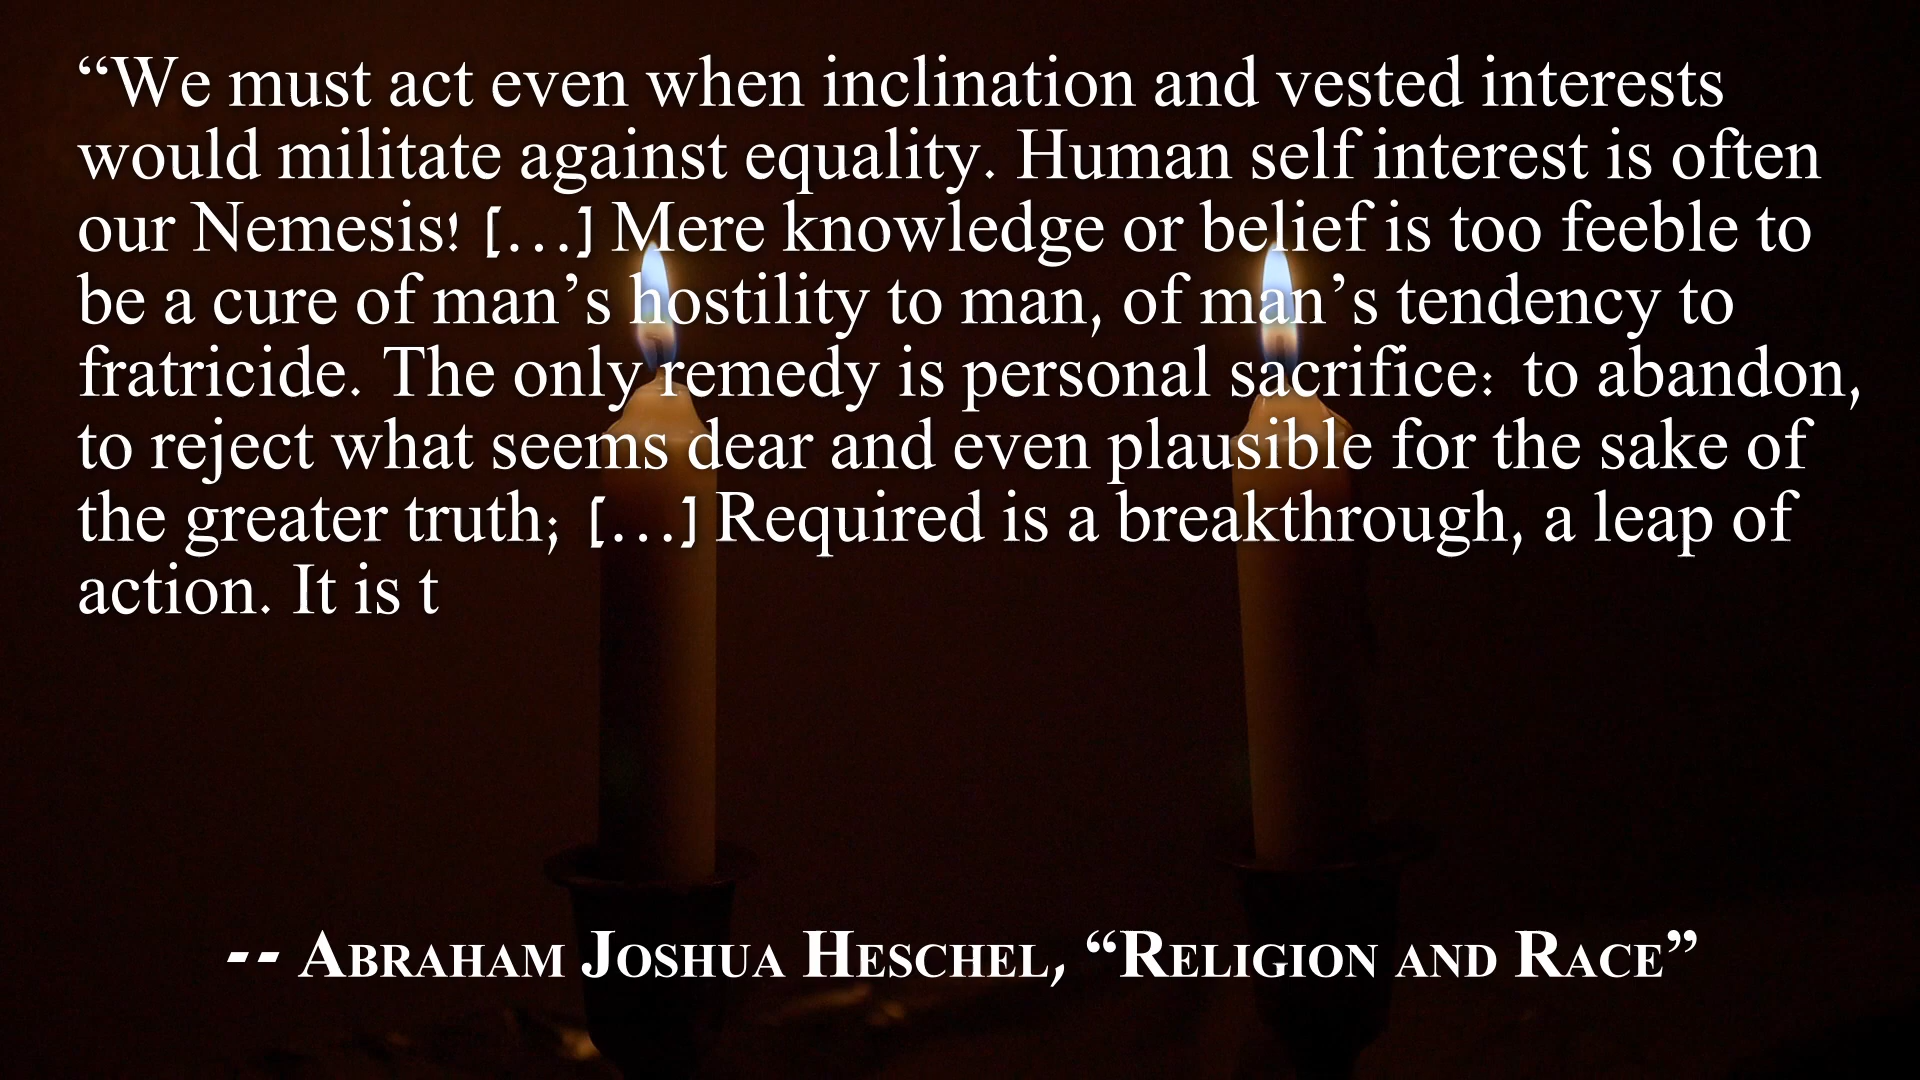 “We must act even when inclination and vested interests
would militate against equality. Human self interest is often
our Nemesis! […] Mere knowledge or belief is too feeble to
be a cure of man’s hostility to man, of man’s tendency to
fratricide. The only remedy is personal sacrifice: to abandon,
to reject what seems dear and even plausible for the sake of
the greater truth; […] Required is a breakthrough, a leap of
action. It is t
-- Abraham Joshua Heschel, “Religion and Race”